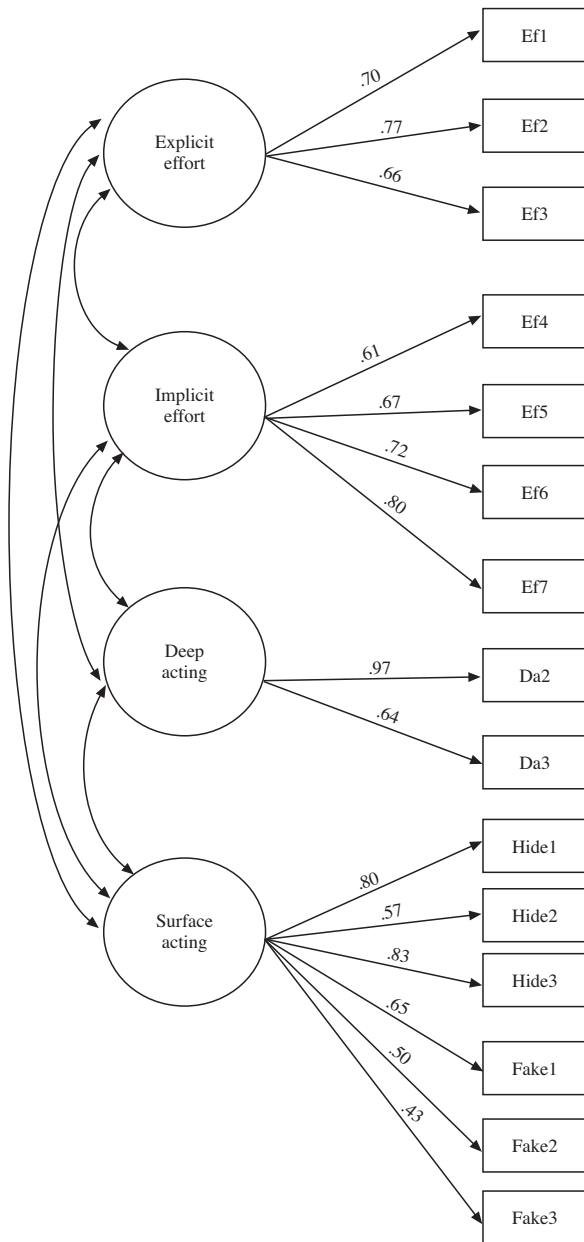 Ef1
.70
Explicit
effort
.77
Ef2
.66
Ef3
Ef4
.61
Implicit
effort
.67
Ef5
.72
Ef6
.80
Ef7
Deep
acting
.97
Da2
.64
Da3
Hide1
.80
.57
Hide2
Surface
acting
.83
Hide3
.65
Fake1
.50
Fake2
.43
Fake3